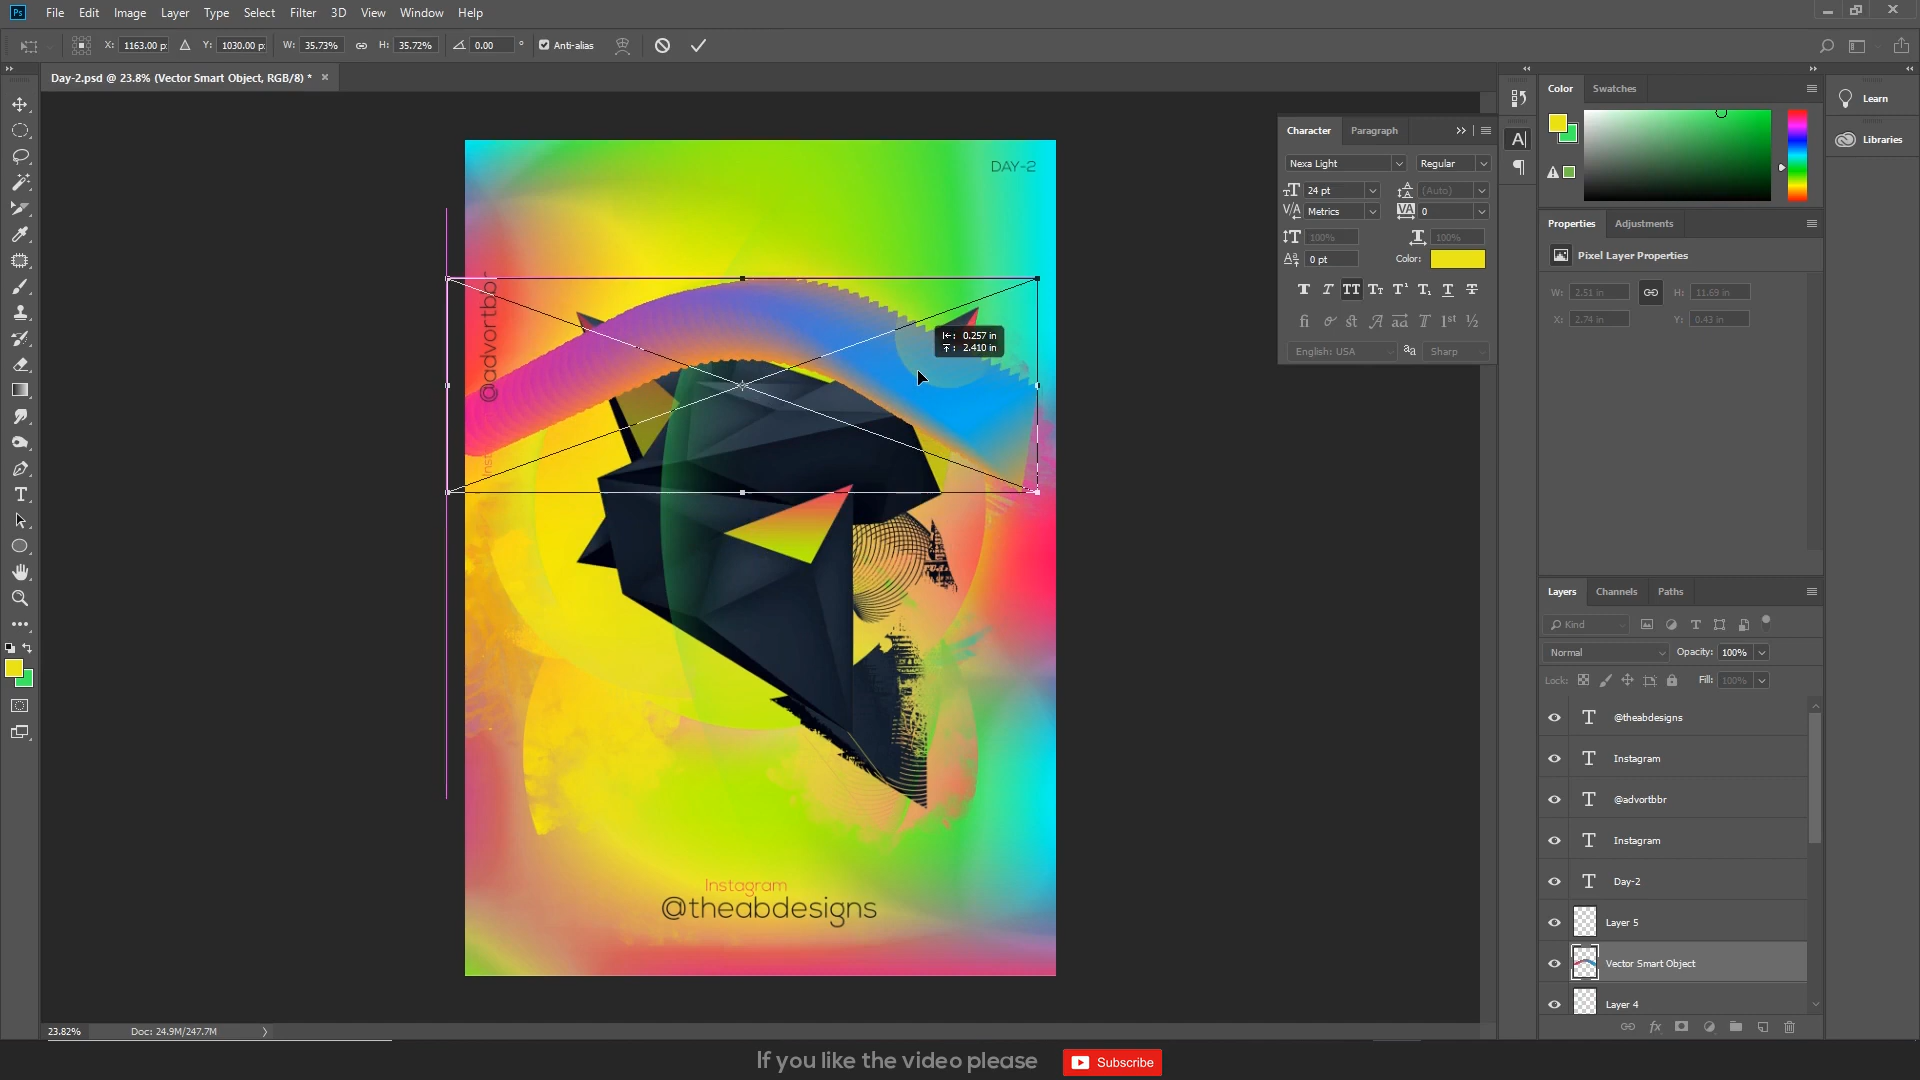 Ps File Edit Image Layer Type Select Filter 3D View Window Help
X: 1163.00 p: Y: 1030.00 p: W: 35.73% H: 35.72% 0.00 ° Anti-alias
Day-2.psd @ 23.8% (Vector Smart Object, RGB/8) * ×
DAY-2
@advortbbr
0.257 in
2.410 in
Instagram
@theabdesigns
Character Paragraph
Nexa Light Regular
24 pt (Auto)
Metrics 0
100% 100%
0 pt Color:
English: USA Sharp
Color Swatches
Learn
Libraries
Properties Adjustments
Pixel Layer Properties
W: 2.51 in H: 11.69 in
X: 2.74 in Y: 0.43 in
Layers Channels Paths
Kind
Normal Opacity: 100%
Lock: Fill: 100%
@theabdesigns
Instagram
@advortbbr
Instagram
Day-2
Layer 5
Vector Smart Object
Layer 4
23.82% Doc: 24.9M/247.7M
If you like the video please Subscribe